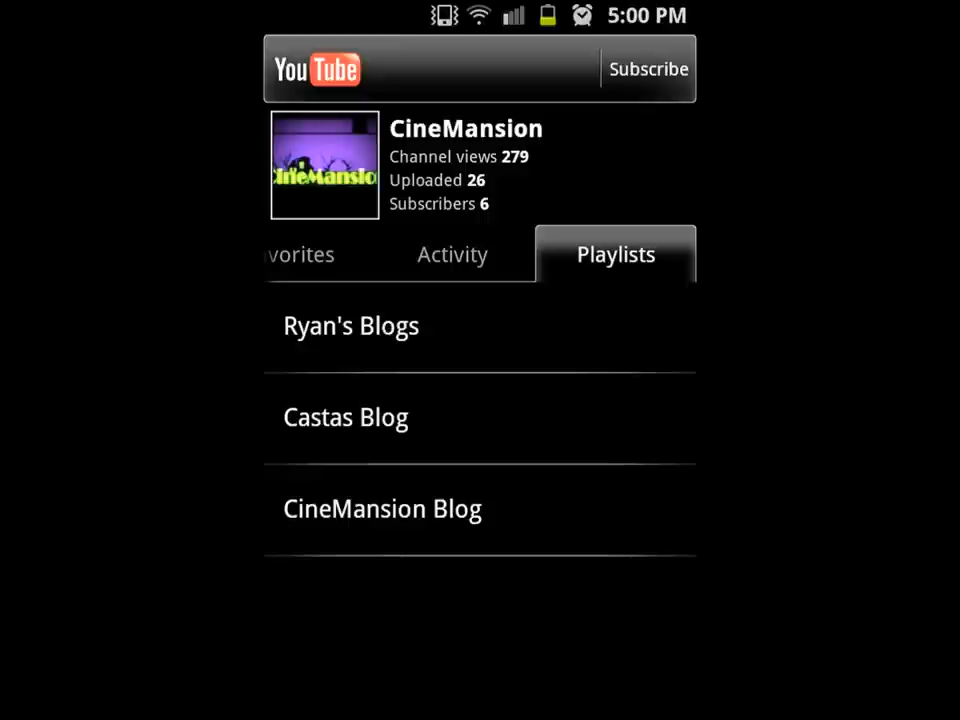 5:00 PM
YouTube
Subscribe
CineMansion
Channel views 279
Uploaded 26
Subscribers 6
vorites
Activity
Playlists
Ryan's Blogs
Castas Blog
CineMansion Blog